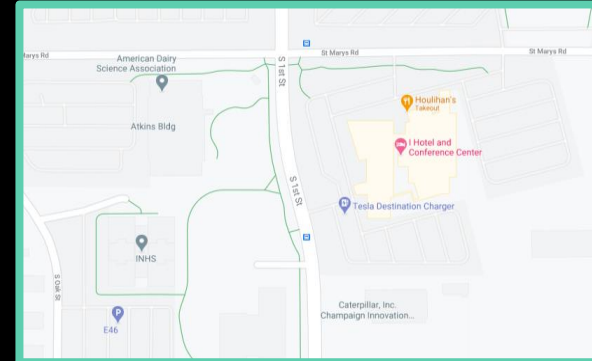 St Marys Rd
St Marys Rd
St Marys Rd
American Dairy
Science Association
S 1st St
Houlihan's
Takeout
Atkins Bldg
I Hotel and
Conference Center
S 1st St
Tesla Destination Charger
INHS
S Oak St
P
E46
Caterpillar, Inc.
Champaign Innovation...